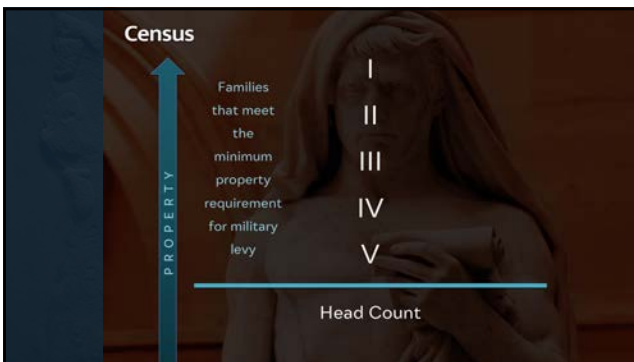 Census
PROPERTY
Families
that meet
the
minimum
property
requirement
for military
levy
I
II
III
IV
V
Head Count